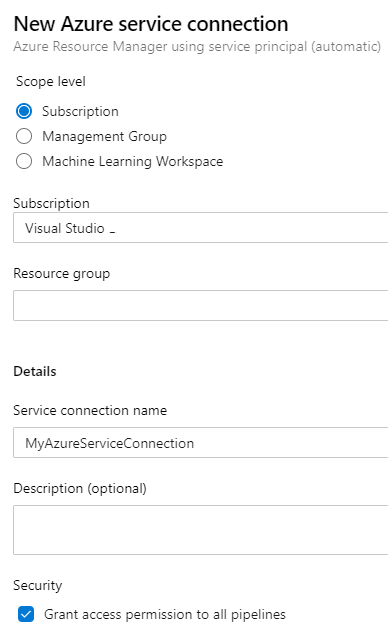 New Azure service connection
Azure Resource Manager using service principal (automatic)
Scope level
Subscription
Management Group
Machine Learning Workspace
Subscription
Visual Studio _
Resource group
Details
Service connection name
MyAzureServiceConnection
Description (optional)
Security
Grant access permission to all pipelines